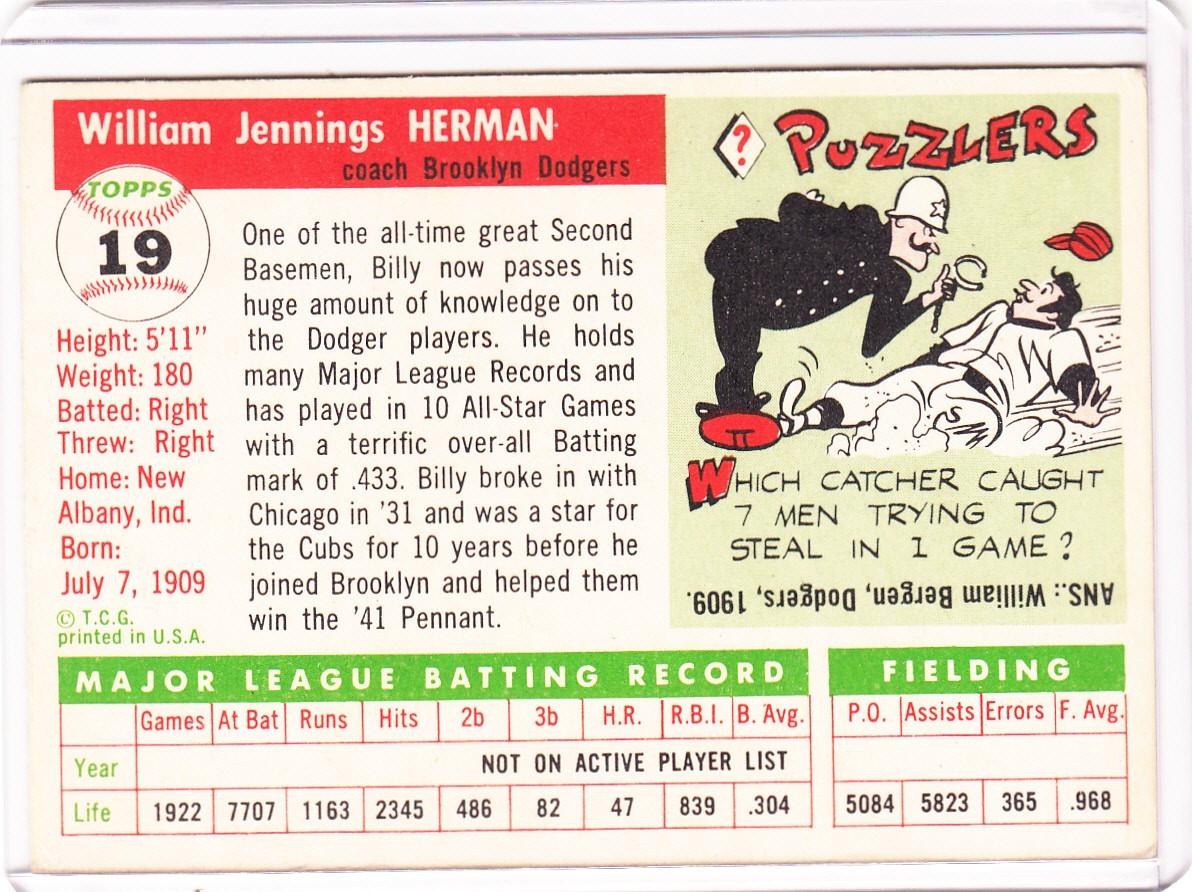 William Jennings HERMAN
coach Brooklyn Dodgers
TOPPS
19
Height: 5'11"
Weight: 180
Batted: Right
Threw: Right
Home: New
Albany, Ind.
Born:
July 7, 1909
© T.C.G.
printed in U.S.A.
One of the all-time great Second
Basemen, Billy now passes his
huge amount of knowledge on to
the Dodger players. He holds
many Major League Records and
has played in 10 All-Star Games
with a terrific over-all Batting
mark of .433. Billy broke in with
Chicago in '31 and was a star for
the Cubs for 10 years before he
joined Brooklyn and helped them
win the '41 Pennant.
? PUZZLERS
WHICH CATCHER CAUGHT
7 MEN TRYING TO
STEAL IN 1 GAME?
ANS.: William Bergen, Dodgers, 1909.
MAJOR LEAGUE BATTING RECORD
Games At Bat Runs Hits 2b 3b H.R. R.B.I. B. Avg.
Year NOT ON ACTIVE PLAYER LIST
Life 1922 7707 1163 2345 486 82 47 839 .304
FIELDING
P.O. Assists Errors F. Avg.
5084 5823 365 .968